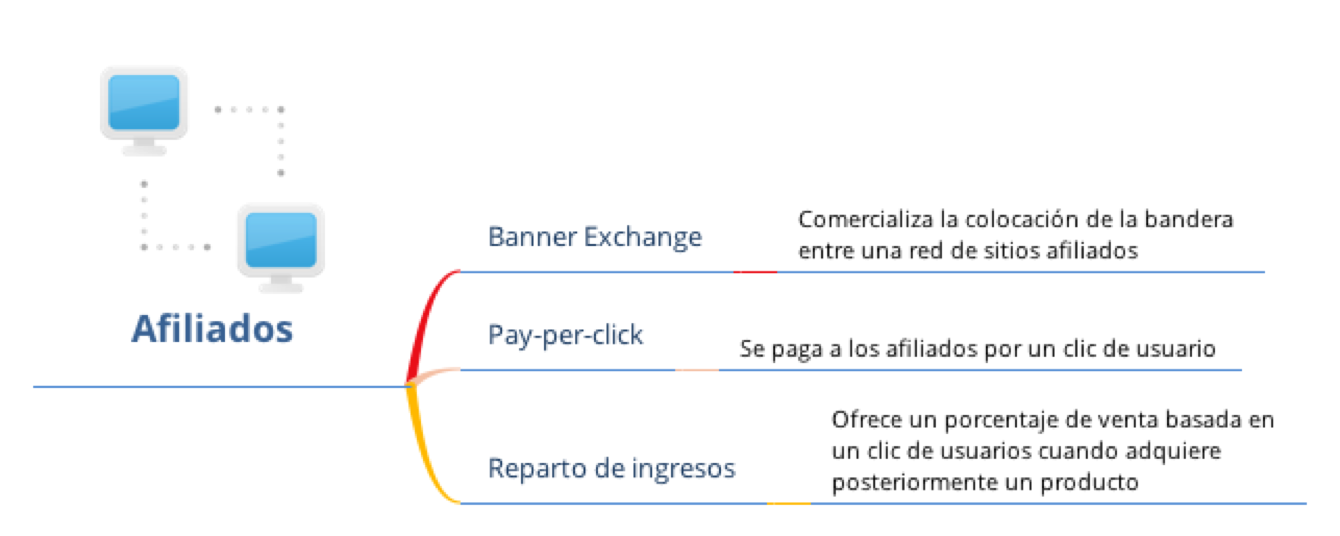 Afiliados
Banner Exchange
Comercializa la colocación de la bandera
entre una red de sitios afiliados
Pay-per-click
Se paga a los afiliados por un clic de usuario
Reparto de ingresos
Ofrece un porcentaje de venta basada en
un clic de usuarios cuando adquiere
posteriormente un producto